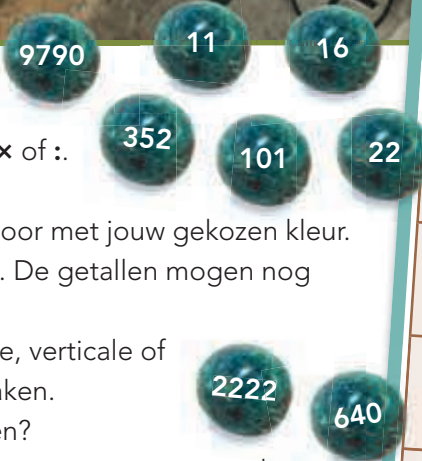 9790 11 16
352 101 22
× of :.
oor met jouw gekozen kleur.
. De getallen mogen nog
e, verticale of
aken.
en?
2222
640